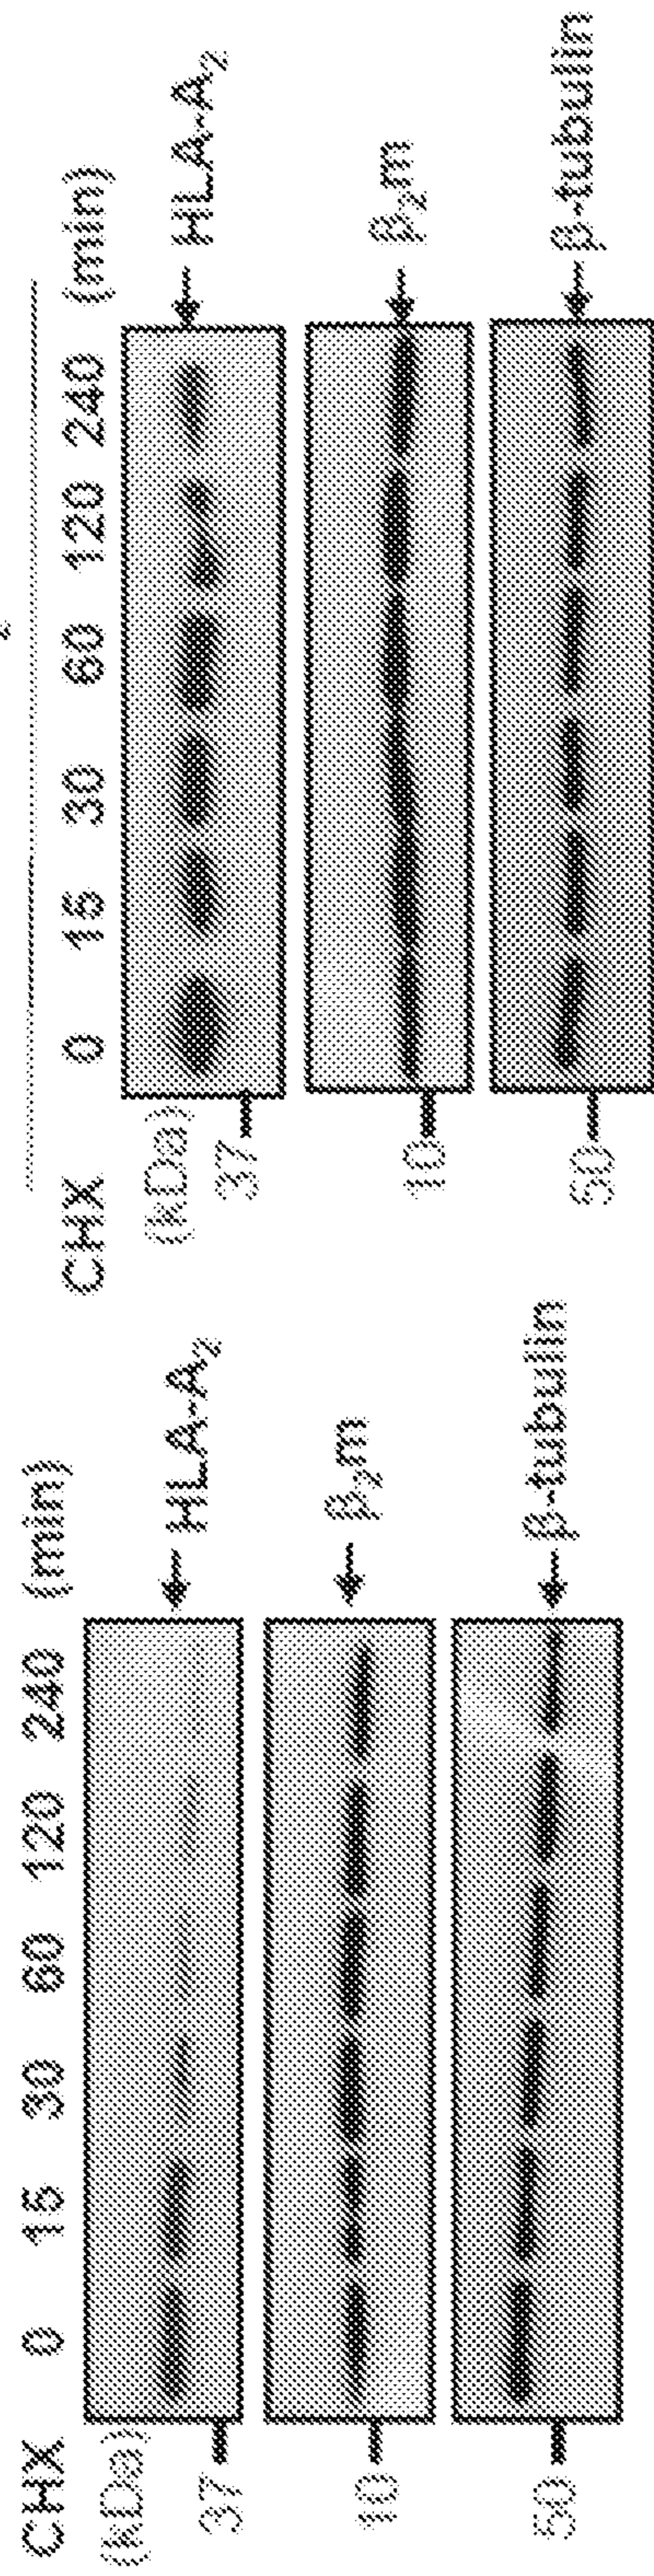 CHX 0 15 30 60 120 240 (min)
(kDa)
37 HLA-A2
10 β2m
50 β-tubulin
CHX 0 15 30 60 120 240 (min)
(kDa)
37 HLA-A2
10 β2m
50 β-tubulin